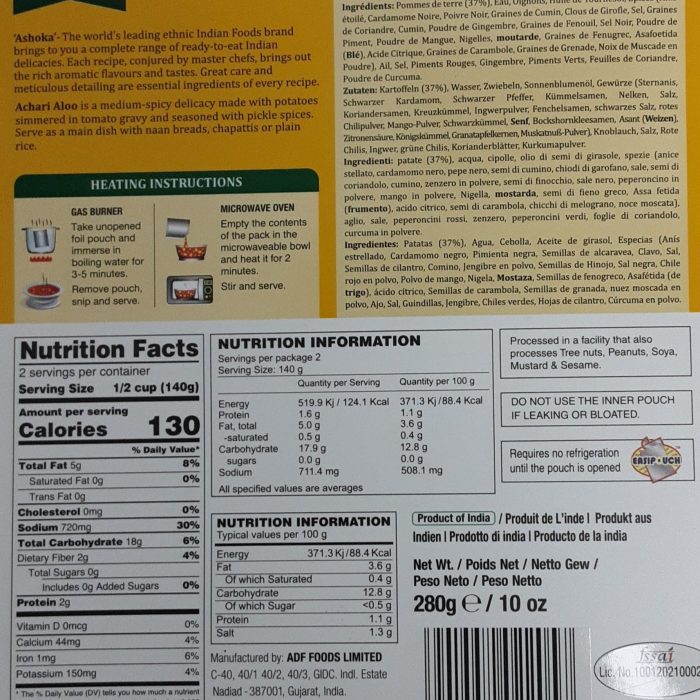 'Ashoka'- The world's leading ethnic Indian Foods brand
brings to you a complete range of ready-to-eat Indian
delicacies. Each recipe, conjured by master chefs, brings out
the rich aromatic flavours and tastes. Great care and
meticulous detailing are essential ingredients of every recipe.
Achari Aloo is a medium-spicy delicacy made with potatoes
simmered in tomato gravy and seasoned with pickle spices.
Serve as a main dish with naan breads, chapattis or plain
rice.
HEATING INSTRUCTIONS
GAS BURNER
Take unopened
foil pouch and
immerse in
boiling water for
3-5 minutes.
Remove pouch,
snip and serve.
MICROWAVE OVEN
Empty the contents
of the pack in the
microwaveable bowl
and heat it for 2
minutes.
Stir and serve.
Ingrédients: Pommes de terre (37%), Eau,
étoilé, Cardamome Noire, Poivre Noir, Graines de Cumin, Clous de Girofle, Sel, Graines
de Coriandre, Cumin, Poudre de Gingembre, Graines de Fenouil, Sel Noir, Poudre de
Piment, Poudre de Mangue, Nigelles, moutarde, Graines de Fenugrec, Asafoetida
(Blé), Acide Citrique, Graines de Carambole, Graines de Grenade, Noix de Muscade en
Poudre), Ail, Sel, Piments Rouges, Gingembre, Piments Verts, Feuilles de Coriandre,
Poudre de Curcuma.
Zutaten: Kartoffeln (37%), Wasser, Zwiebeln, Sonnenblumenöl, Gewürze (Sternanis,
Schwarzer Kardamom, Schwarzer Pfeffer, Kümmelsamen, Nelken, Salz,
Koriandersamen, Kreuzkümmel, Ingwerpulver, Fenchelsamen, schwarzes Salz, rotes
Chilipulver, Mango-Pulver, Schwarzkümmel, Senf, Bockshornkleesamen, Asant (Weizen),
Zitronensäure, Königskümmel, Granatapfelkernen, Muskatnuß-Pulver), Knoblauch, Salz, Rote
Chilis, Ingwer, grüne Chilis, Korianderblätter, Kurkumapulver.
Ingredienti: patate (37%), acqua, cipolle, olio di semi di girasole, spezie (anice
stellato, cardamomo nero, pepe nero, semi di cumino, chiodi di garofano, sale, semi di
coriandolo, cumino, zenzero in polvere, semi di finocchio, sale nero, peperoncino in
polvere, mango in polvere, Nigella, mostarda, semi di fieno greco, Assa fetida
(frumento), acido citrico, semi di carambola, chicchi di melograno, noce moscata),
aglio, sale, peperoncini rossi, zenzero, peperoncini verdi, foglie di coriandolo,
curcuma in polvere.
Ingredientes: Patatas (37%), Agua, Cebolla, Aceite de girasol, Especias (Anís
estrellado, Cardamomo negro, Pimienta negra, Semillas de alcaravea, Clavo, Sal,
Semillas de cilantro, Comino, Jengibre en polvo, Semillas de Hinojo, Sal negra, Chile
rojo en polvo, Polvo de mango, Nigela, Mostaza, Semillas de fenogreco, Asafétida (de
trigo), ácido cítrico, Semillas de carambola, Semillas de granada, nuez moscada en
polvo, Ajo, Sal, Guindillas, Jengibre, Chiles verdes, Hojas de cilantro, Cúrcuma en polvo.
Nutrition Facts
2 servings per container
Serving Size 1/2 cup (140g)
Amount per serving
Calories 130
% Daily Value*
Total Fat 5g 8%
Saturated Fat 0g 0%
Trans Fat 0g
Cholesterol 0mg 0%
Sodium 720mg 30%
Total Carbohydrate 18g 6%
Dietary Fiber 2g 4%
Total Sugars 0g
Includes 0g Added Sugars 0%
Protein 2g
Vitamin D 0mcg 0%
Calcium 44mg 4%
Iron 1mg 6%
Potassium 150mg 4%
* The % Daily Value (DV) tells you how much a nutrient
NUTRITION INFORMATION
Servings per package 2
Serving Size: 140 g
Quantity per Serving Quantity per 100 g
Energy 519.9 Kj / 124.1 Kcal 371.3 Kj/88.4 Kcal
Protein 1.6 g 1.1 g
Fat, total 5.0 g 3.6 g
-saturated 0.5 g 0.4 g
Carbohydrate 17.9 g 12.8 g
sugars 0.0 g 0.0 g
Sodium 711.4 mg 508.1 mg
All specified values are averages
NUTRITION INFORMATION
Typical values per 100 g
Energy 371.3 Kj/88.4 Kcal
Fat 3.6 g
Of which Saturated 0.4 g
Carbohydrate 12.8 g
Of which Sugar <0.5 g
Protein 1.1 g
Salt 1.3 g
Manufactured by: ADF FOODS LIMITED
C-40, 40/1 40/2, 40/3, GIDC. Indl. Estate
Nadiad - 387001, Gujarat, India.
Processed in a facility that also
processes Tree nuts, Peanuts, Soya,
Mustard & Sesame.
DO NOT USE THE INNER POUCH
IF LEAKING OR BLOATED.
Requires no refrigeration
until the pouch is opened
Product of India / Produit de L'inde I Produkt aus
Indien I Prodotto di india I Producto de la india
Net Wt. / Poids Net / Netto Gew /
Peso Neto / Peso Netto
280g ℮ / 10 oz
fssai
Lic. No. 10012021000